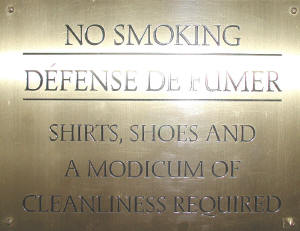 NO SMOKING
DÉFENSE DE FUMER
SHIRTS, SHOES AND
A MODICUM OF
CLEANLINESS REQUIRED